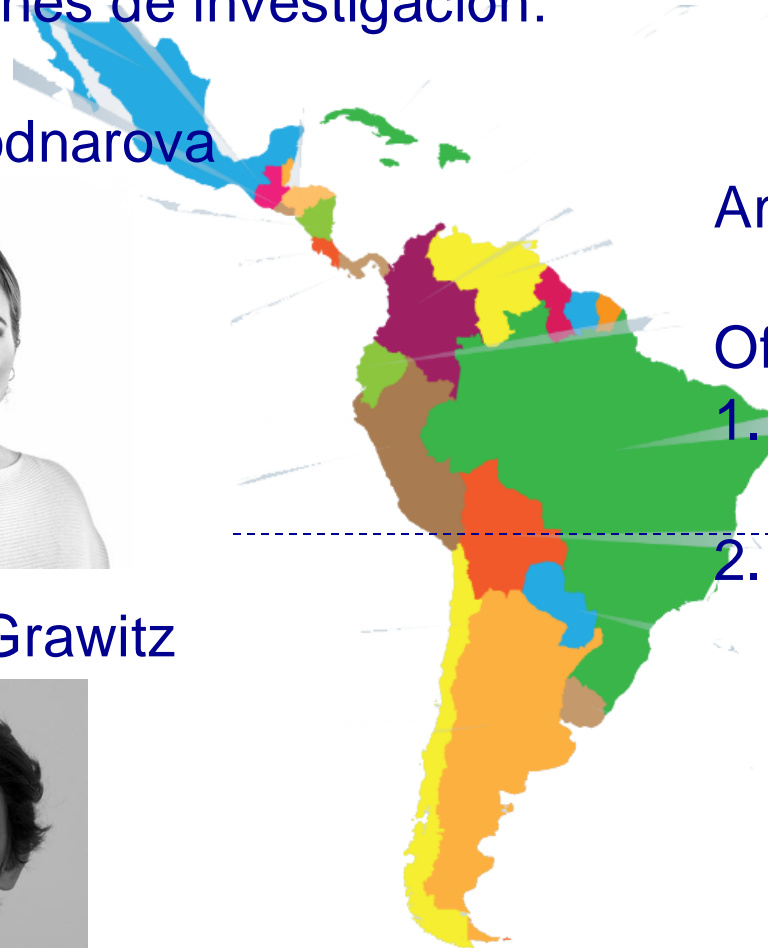 nes de investigación:
odnarova
Ar
Of
1.
2.
Grawitz